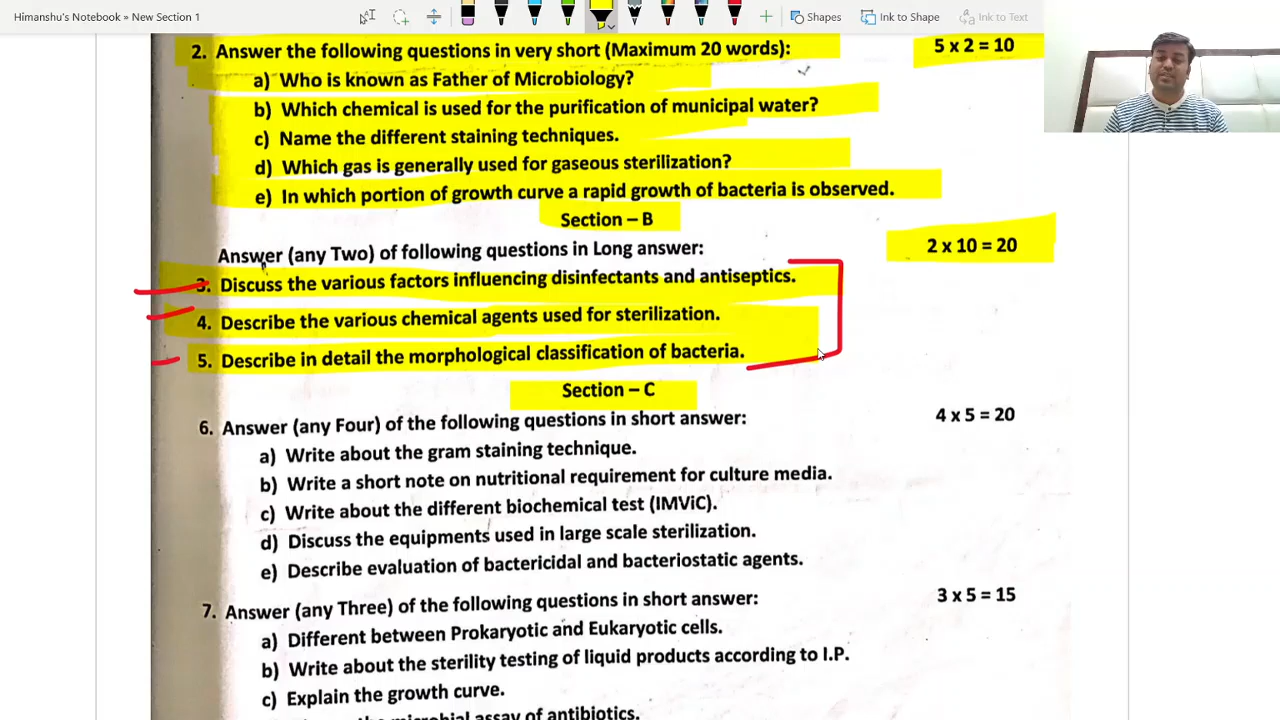 Himanshu's Notebook » New Section 1
Shapes
Ink to Shape
Ink to Text
2. Answer the following questions in very short (Maximum 20 words): 5 x 2 = 10
a) Who is known as Father of Microbiology?
b) Which chemical is used for the purification of municipal water?
c) Name the different staining techniques.
d) Which gas is generally used for gaseous sterilization?
e) In which portion of growth curve a rapid growth of bacteria is observed.
Section – B
Answer (any Two) of following questions in Long answer: 2 x 10 = 20
3. Discuss the various factors influencing disinfectants and antiseptics.
4. Describe the various chemical agents used for sterilization.
5. Describe in detail the morphological classification of bacteria.
Section – C
6. Answer (any Four) of the following questions in short answer: 4 x 5 = 20
a) Write about the gram staining technique.
b) Write a short note on nutritional requirement for culture media.
c) Write about the different biochemical test (IMViC).
d) Discuss the equipments used in large scale sterilization.
e) Describe evaluation of bactericidal and bacteriostatic agents.
7. Answer (any Three) of the following questions in short answer: 3 x 5 = 15
a) Different between Prokaryotic and Eukaryotic cells.
b) Write about the sterility testing of liquid products according to I.P.
c) Explain the growth curve.
microbial assay of antibiotics.